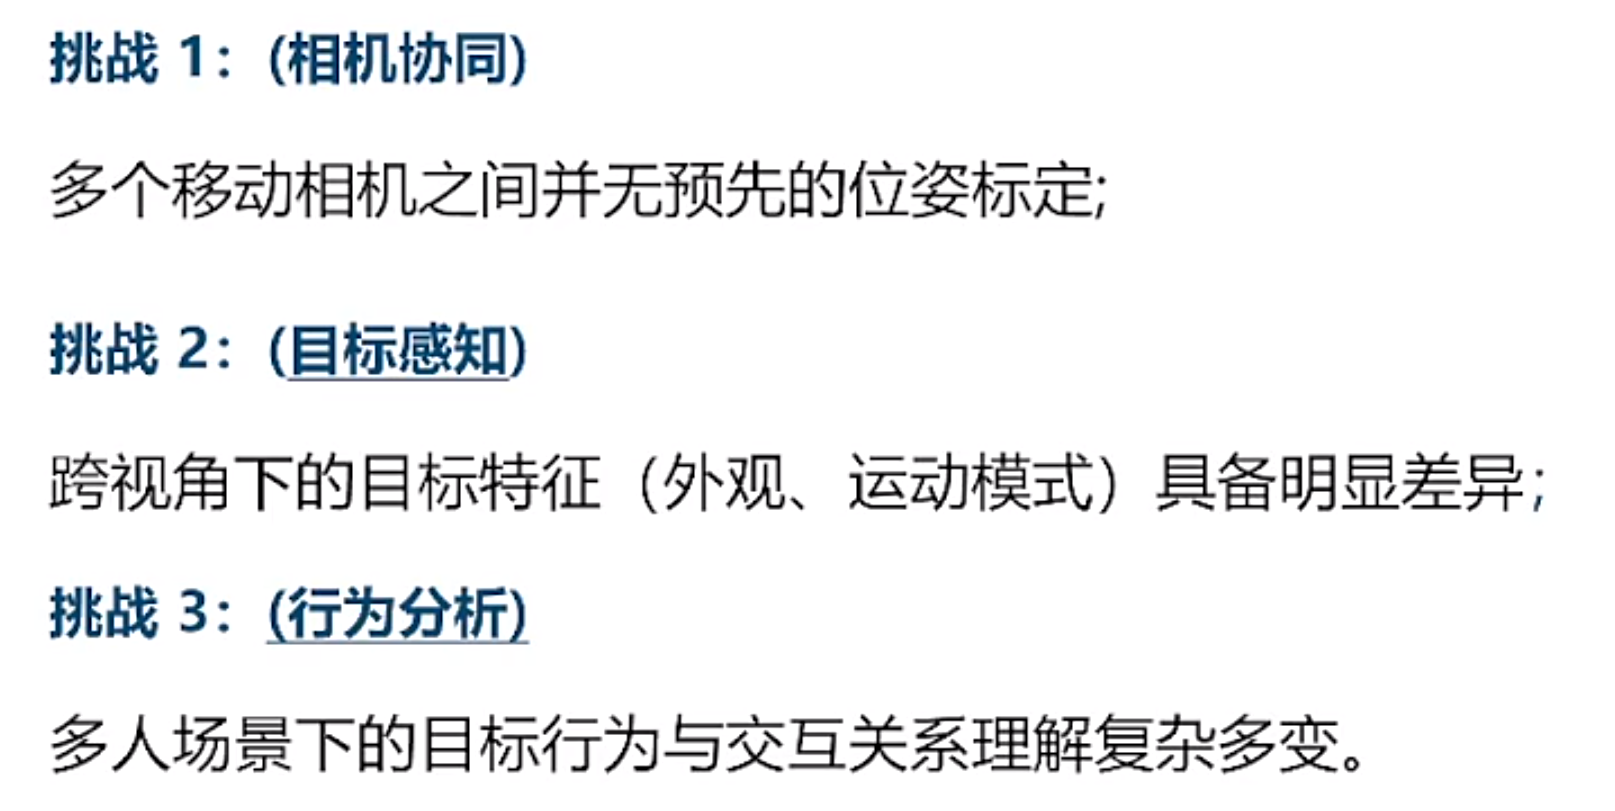 挑战 1：(相机协同)
多个移动相机之间并无预先的位姿标定;
挑战 2：(目标感知)
跨视角下的目标特征（外观、运动模式）具备明显差异;
挑战 3：(行为分析)
多人场景下的目标行为与交互关系理解复杂多变。